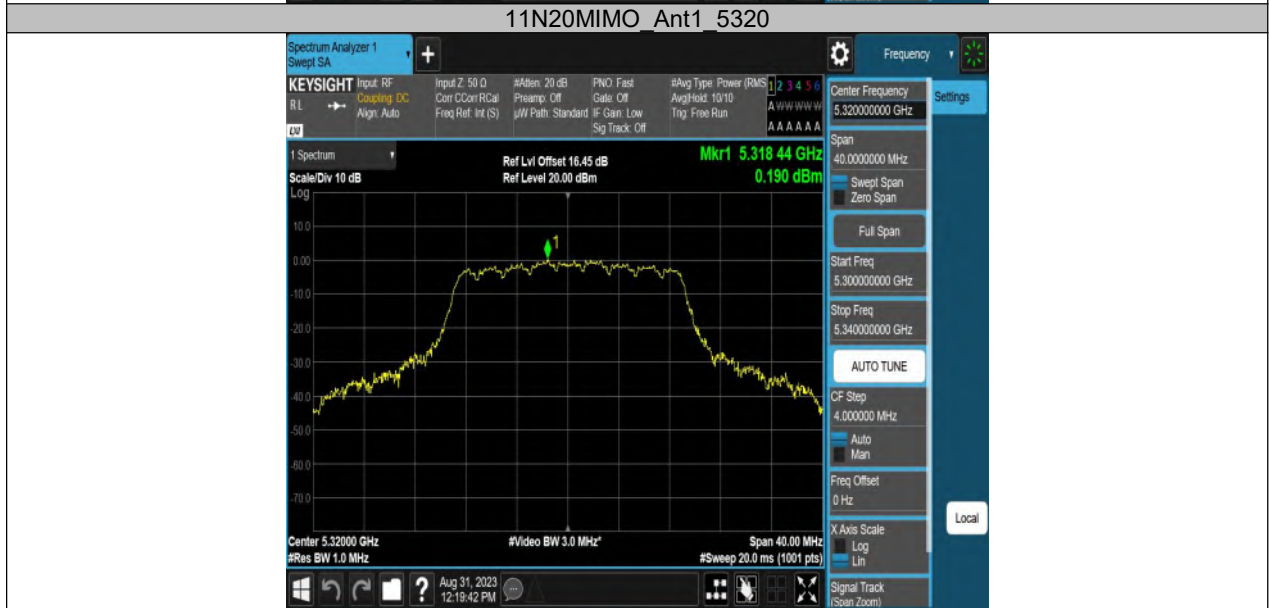 11N20MIMO_Ant1_5320
Spectrum Analyzer 1
Swept SA
+
Frequency
KEYSIGHT
RL
LXI
Input: RF
Coupling: DC
Align: Auto
Input Z: 50 Ω
Corr CCorr RCal
Freq Ref: Int (S)
#Atten: 20 dB
Preamp: Off
µW Path: Standard
PNO: Fast
Gate: Off
IF Gain: Low
Sig Track: Off
#Avg Type: Power (RMS
Avg|Hold: 10/10
Trig: Free Run
1 2 3 4 5 6
A W W W W W
A A A A A A
1 Spectrum
Scale/Div 10 dB
Log
Ref Lvl Offset 16.45 dB
Ref Level 20.00 dBm
Mkr1 5.318 44 GHz
0.190 dBm
10.0
0.00
-10.0
-20.0
-30.0
-40.0
-50.0
-60.0
-70.0
1
Center 5.32000 GHz
#Res BW 1.0 MHz
#Video BW 3.0 MHz*
Span 40.00 MHz
#Sweep 20.0 ms (1001 pts)
Center Frequency
5.320000000 GHz
Settings
Span
40.0000000 MHz
Swept Span
Zero Span
Full Span
Start Freq
5.300000000 GHz
Stop Freq
5.340000000 GHz
AUTO TUNE
CF Step
4.000000 MHz
Auto
Man
Freq Offset
0 Hz
X Axis Scale
Log
Lin
Local
Signal Track
(Span Zoom)
?
Aug 31, 2023
12:19:42 PM